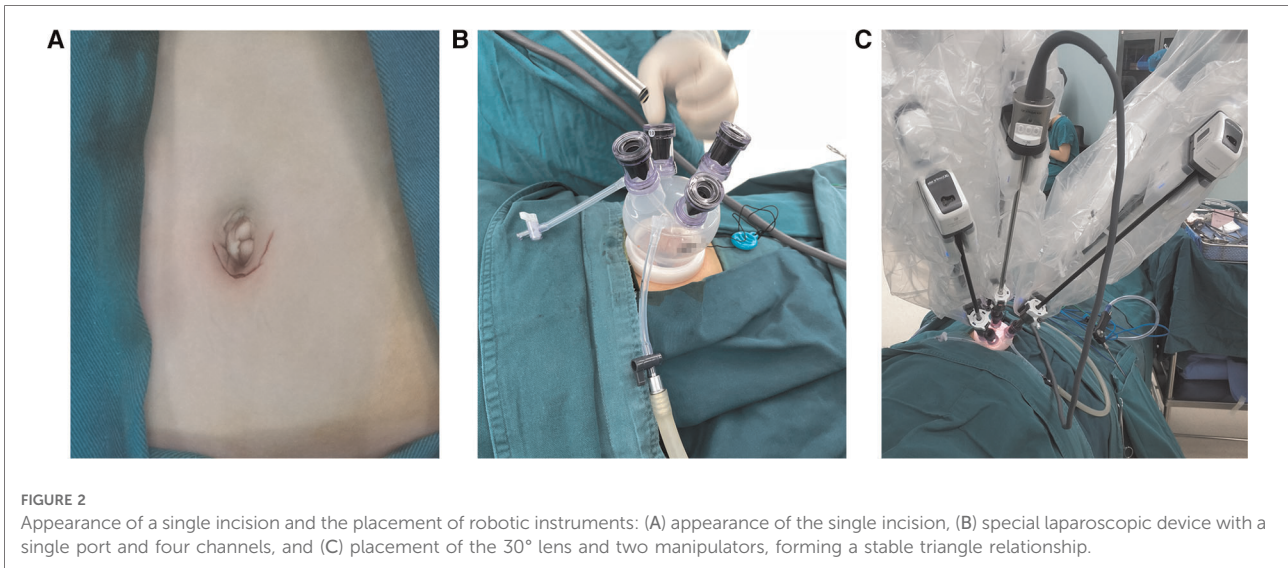 A
B
C
FIGURE 2
Appearance of a single incision and the placement of robotic instruments: (A) appearance of the single incision, (B) special laparoscopic device with a
single port and four channels, and (C) placement of the 30° lens and two manipulators, forming a stable triangle relationship.